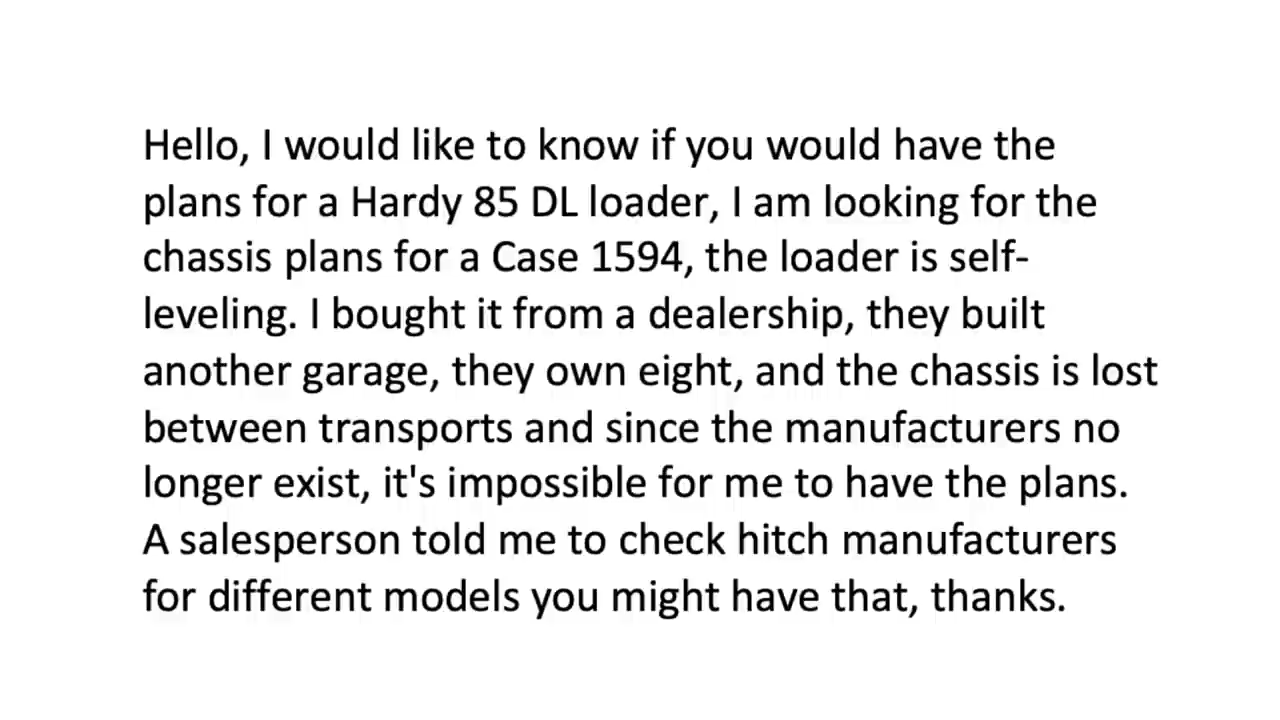 Hello, I would like to know if you would have the
plans for a Hardy 85 DL loader, I am looking for the
chassis plans for a Case 1594, the loader is self-
leveling. I bought it from a dealership, they built
another garage, they own eight, and the chassis is lost
between transports and since the manufacturers no
longer exist, it's impossible for me to have the plans.
A salesperson told me to check hitch manufacturers
for different models you might have that, thanks.